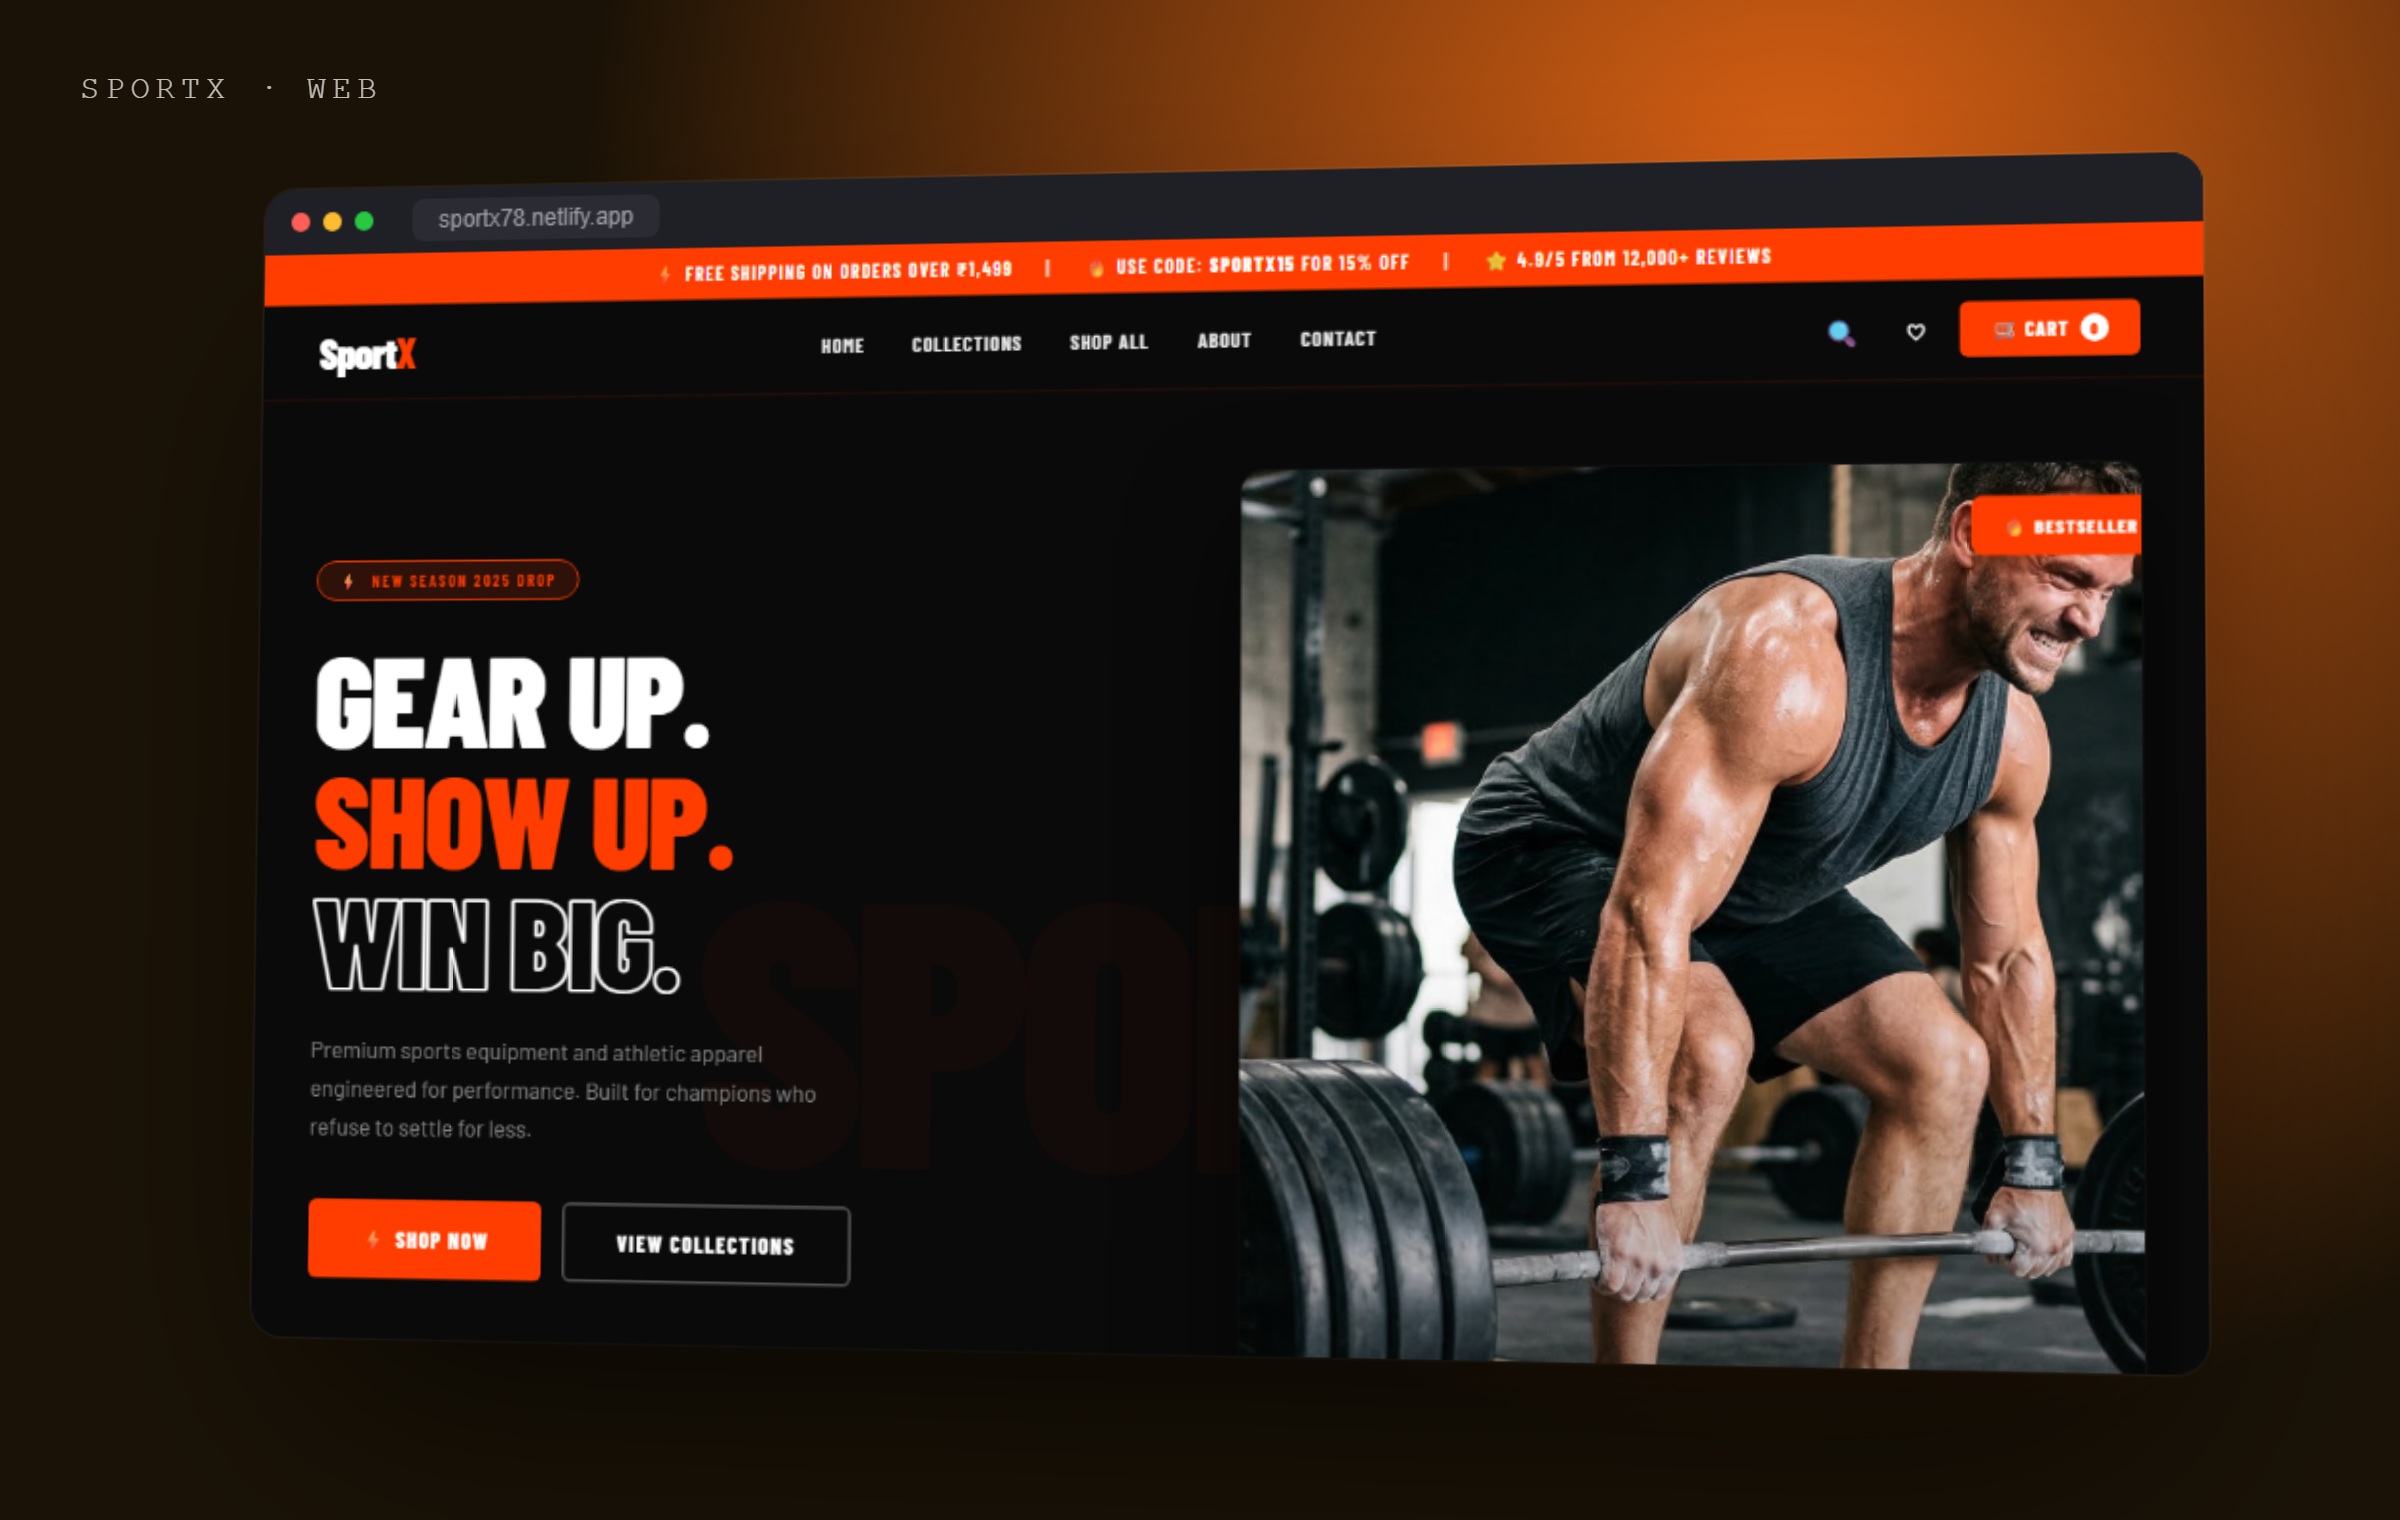 SPORTX · WEB
sportx78.netlify.app
⚡ FREE SHIPPING ON ORDERS OVER ₹1,499 | 🔥 USE CODE: SPORTX15 FOR 15% OFF | ⭐ 4.9/5 FROM 12,000+ REVIEWS
SportX
HOME COLLECTIONS SHOP ALL ABOUT CONTACT
CART 0
🔥 BESTSELLER
⚡ NEW SEASON 2025 DROP
GEAR UP.
SHOW UP.
WIN BIG.
SPO
Premium sports equipment and athletic apparel
engineered for performance. Built for champions who
refuse to settle for less.
⚡ SHOP NOW
VIEW COLLECTIONS